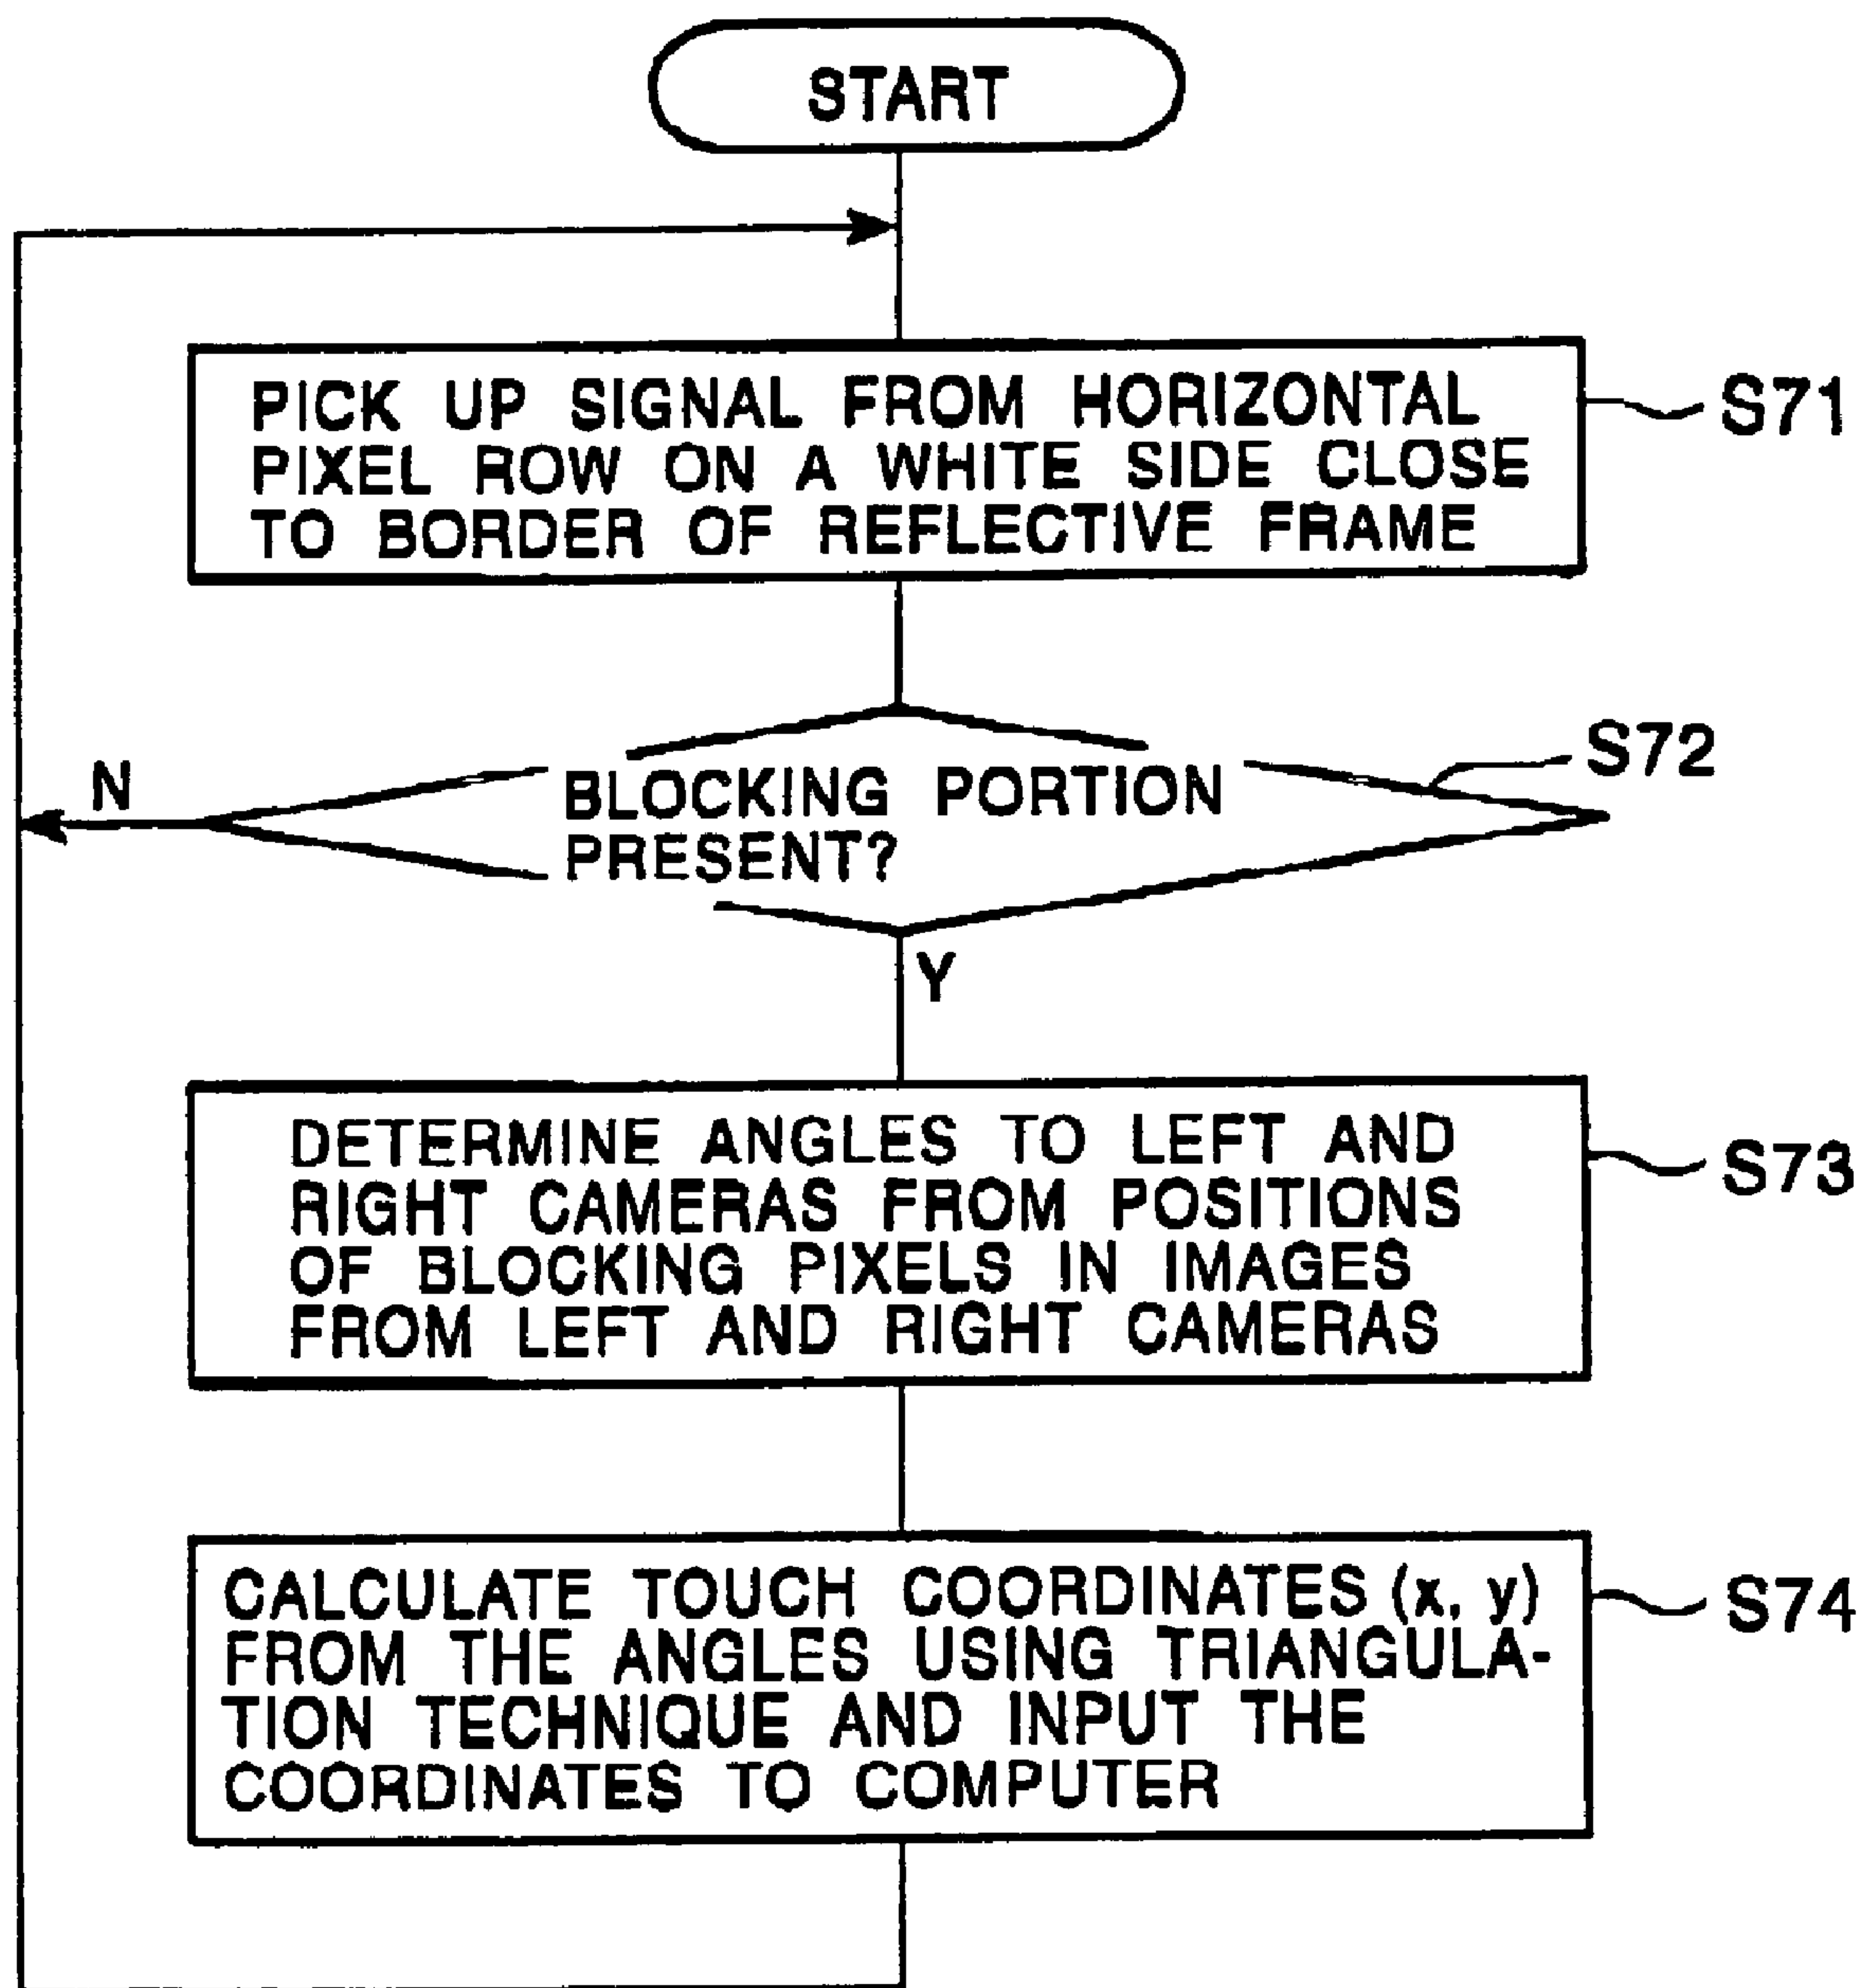 START
PICK UP SIGNAL FROM HORIZONTAL
PIXEL ROW ON A WHITE SIDE CLOSE
TO BORDER OF REFLECTIVE FRAME
S71
S72
N
BLOCKING PORTION
PRESENT?
Y
DETERMINE ANGLES TO LEFT AND
RIGHT CAMERAS FROM POSITIONS
OF BLOCKING PIXELS IN IMAGES
FROM LEFT AND RIGHT CAMERAS
S73
CALCULATE TOUCH COORDINATES (x, y)
FROM THE ANGLES USING TRIANGULA-
TION TECHNIQUE AND INPUT THE
COORDINATES TO COMPUTER
S74